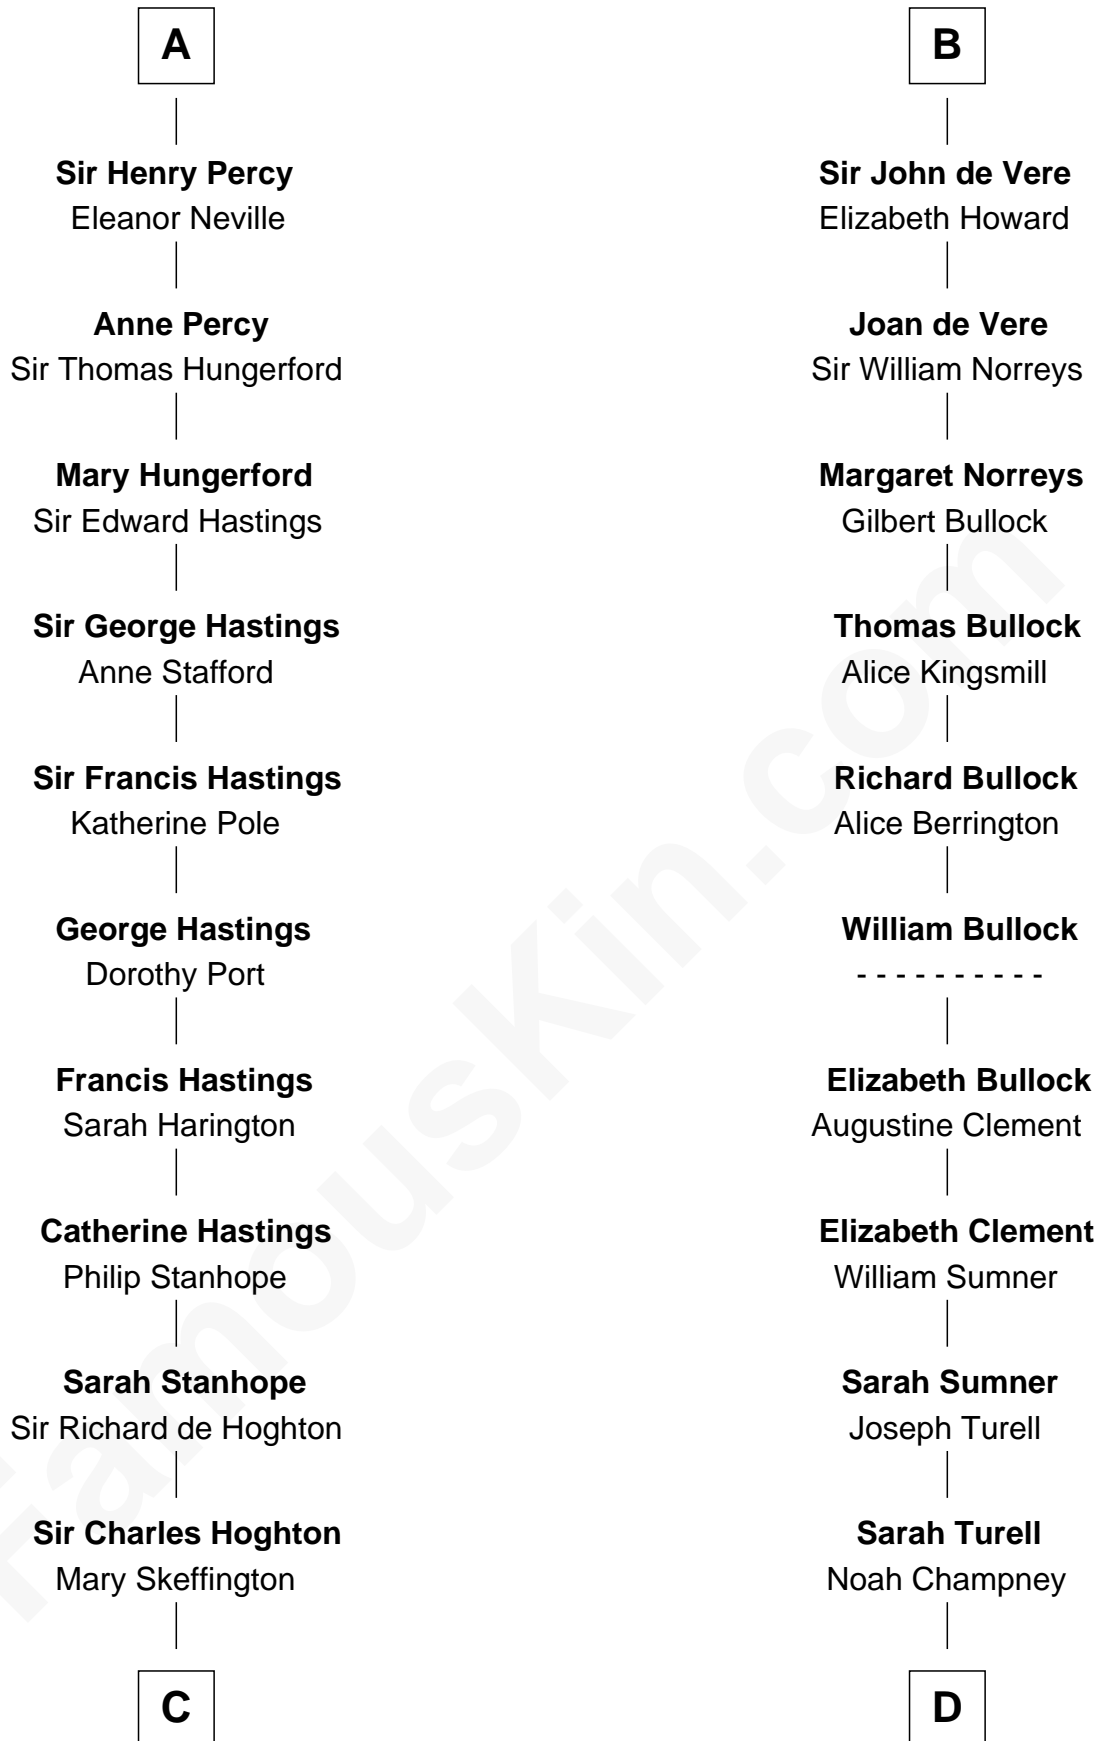 A
Sir Henry Percy
Eleanor Neville
Anne Percy
Sir Thomas Hungerford
Mary Hungerford
Sir Edward Hastings
Sir George Hastings
Anne Stafford
Sir Francis Hastings
Katherine Pole
George Hastings
Dorothy Port
Francis Hastings
Sarah Harington
Catherine Hastings
Philip Stanhope
Sarah Stanhope
Sir Richard de Hoghton
Sir Charles Hoghton
Mary Skeffington
C
B
Sir John de Vere
Elizabeth Howard
Joan de Vere
Sir William Norreys
Margaret Norreys
Gilbert Bullock
Thomas Bullock
Alice Kingsmill
Richard Bullock
Alice Berrington
William Bullock
- - - - - - - - - -
Elizabeth Bullock
Augustine Clement
Elizabeth Clement
William Sumner
Sarah Sumner
Joseph Turell
Sarah Turell
Noah Champney
D
FamousKin.com